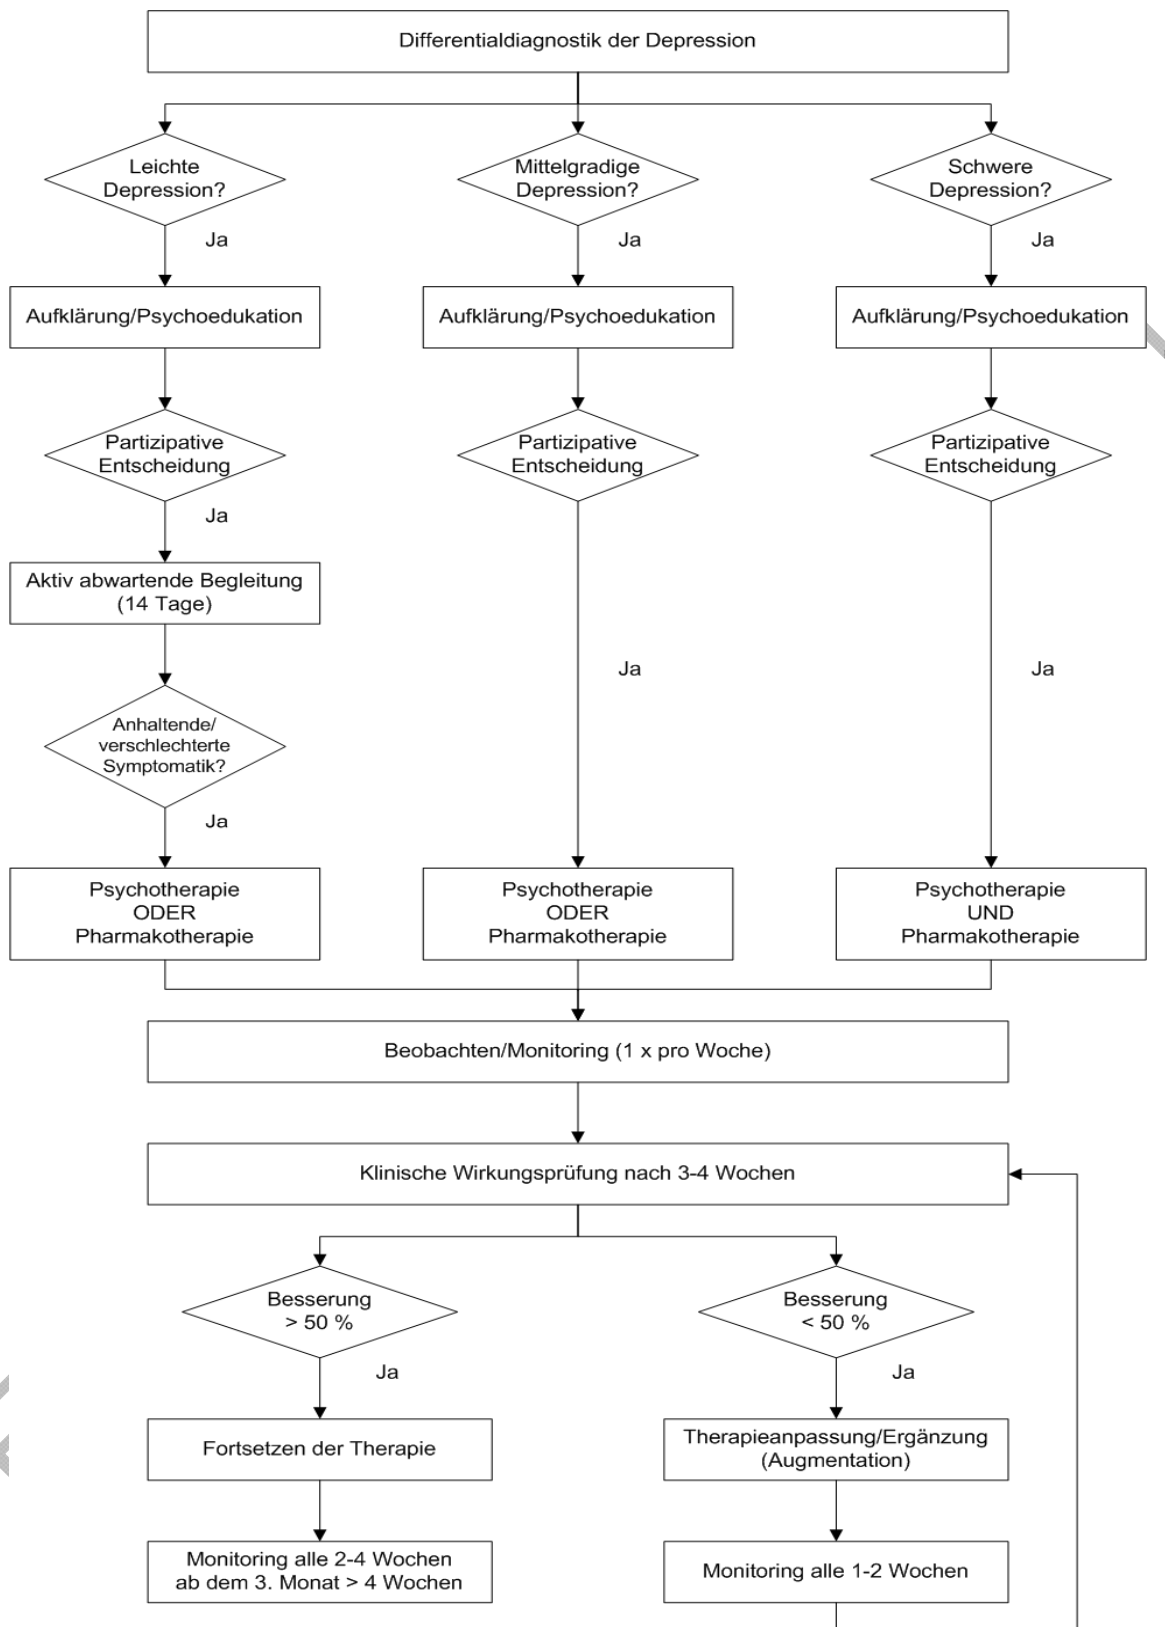 Differentialdiagnostik der Depression
Leichte
Depression?
Mittelgradige
Depression?
Schwere
Depression?
Ja
Ja
Ja
Aufklärung/Psychoedukation
Aufklärung/Psychoedukation
Aufklärung/Psychoedukation
Partizipative
Entscheidung
Partizipative
Entscheidung
Partizipative
Entscheidung
Ja
Aktiv abwartende Begleitung
(14 Tage)
Ja
Ja
Anhaltende/
verschlechterte
Symptomatik?
Ja
Psychotherapie
ODER
Pharmakotherapie
Psychotherapie
ODER
Pharmakotherapie
Psychotherapie
UND
Pharmakotherapie
Beobachten/Monitoring (1 x pro Woche)
Klinische Wirkungsprüfung nach 3-4 Wochen
Besserung
> 50 %
Besserung
< 50 %
Ja
Ja
Fortsetzen der Therapie
Therapieanpassung/Ergänzung
(Augmentation)
Monitoring alle 2-4 Wochen
ab dem 3. Monat > 4 Wochen
Monitoring alle 1-2 Wochen